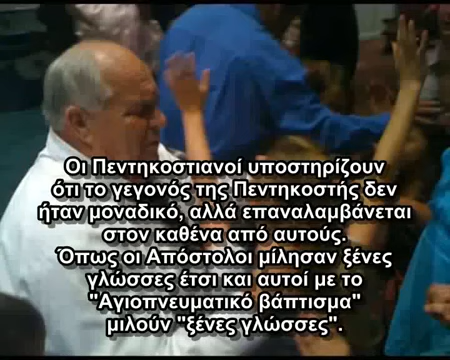 Οι Πεντηκοστιανοί υποστηρίζουν
ότι το γεγονός της Πεντηκοστής δεν
ήταν μοναδικό, αλλά επαναλαμβάνεται
στον καθένα από αυτούς.
Όπως οι Απόστολοι μίλησαν ξένες
γλώσσες έτσι και αυτοί με το
"Αγιοπνευματικό βάπτισμα"
μιλούν "ξένες γλώσσες".